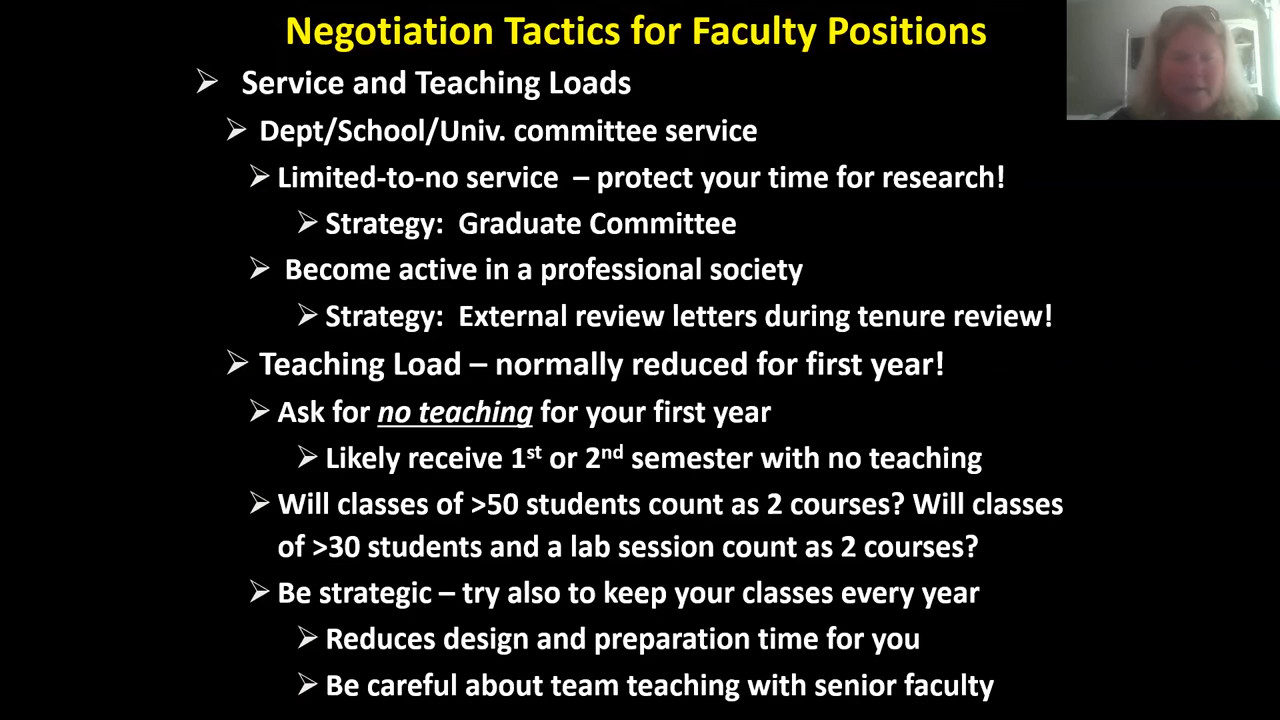 Negotiation Tactics for Faculty Positions
Service and Teaching Loads
Dept/School/Univ. committee service
Limited-to-no service – protect your time for research!
Strategy: Graduate Committee
Become active in a professional society
Strategy: External review letters during tenure review!
Teaching Load – normally reduced for first year!
Ask for no teaching for your first year
Likely receive 1st or 2nd semester with no teaching
Will classes of >50 students count as 2 courses? Will classes
of >30 students and a lab session count as 2 courses?
Be strategic – try also to keep your classes every year
Reduces design and preparation time for you
Be careful about team teaching with senior faculty